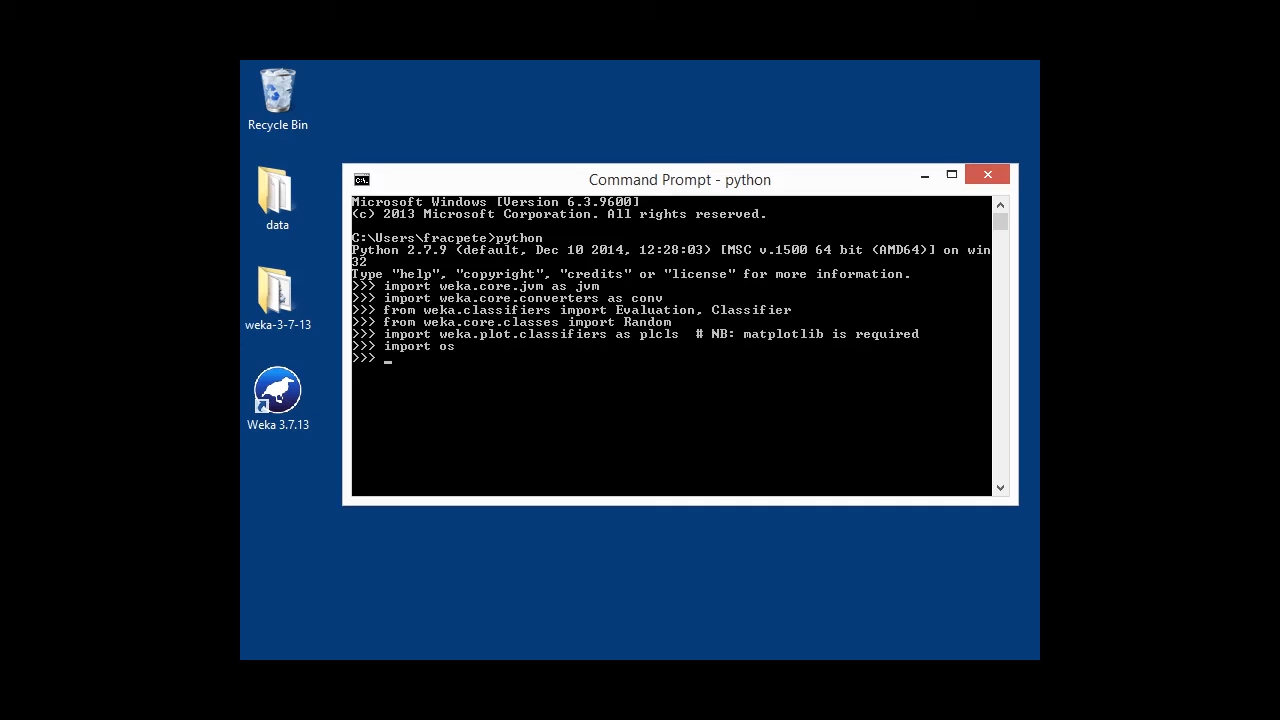 Recycle Bin
data
weka-3-7-13
Weka 3.7.13
C:\.
Command Prompt - python
Microsoft Windows [Version 6.3.9600]
(c) 2013 Microsoft Corporation. All rights reserved.
C:\Users\fracpete>python
Python 2.7.9 (default, Dec 10 2014, 12:28:03) [MSC v.1500 64 bit (AMD64)] on win
32
Type "help", "copyright", "credits" or "license" for more information.
>>> import weka.core.jvm as jvm
>>> import weka.core.converters as conv
>>> from weka.classifiers import Evaluation, Classifier
>>> from weka.core.classes import Random
>>> import weka.plot.classifiers as plcls  # NB: matplotlib is required
>>> import os
>>> _